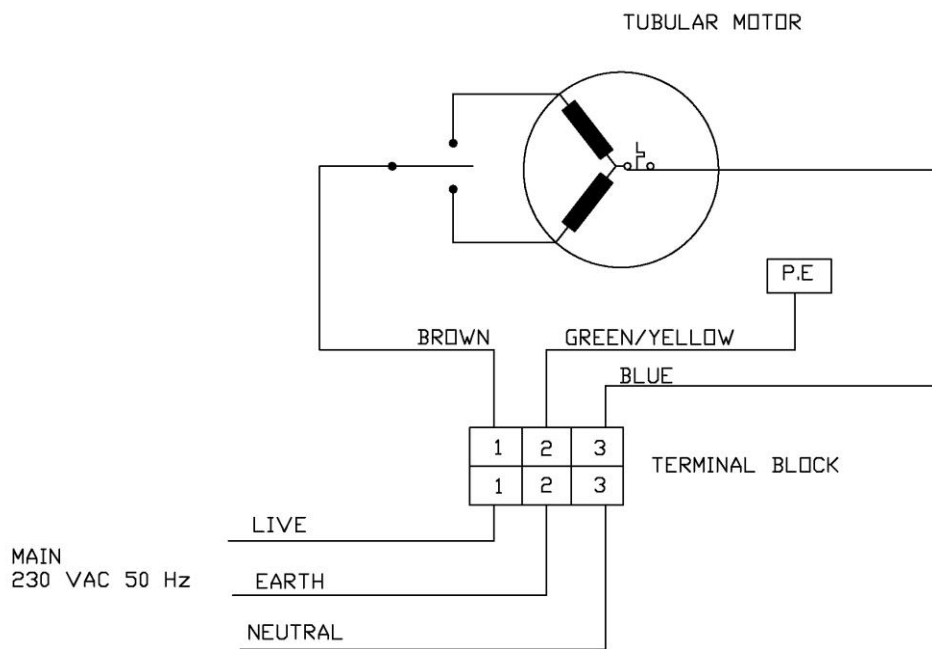 TUBULAR MOTOR
P.E
BROWN
GREEN/YELLOW
BLUE
1 2 3
TERMINAL BLOCK
1 2 3
LIVE
MAIN
230 VAC 50 Hz
EARTH
NEUTRAL